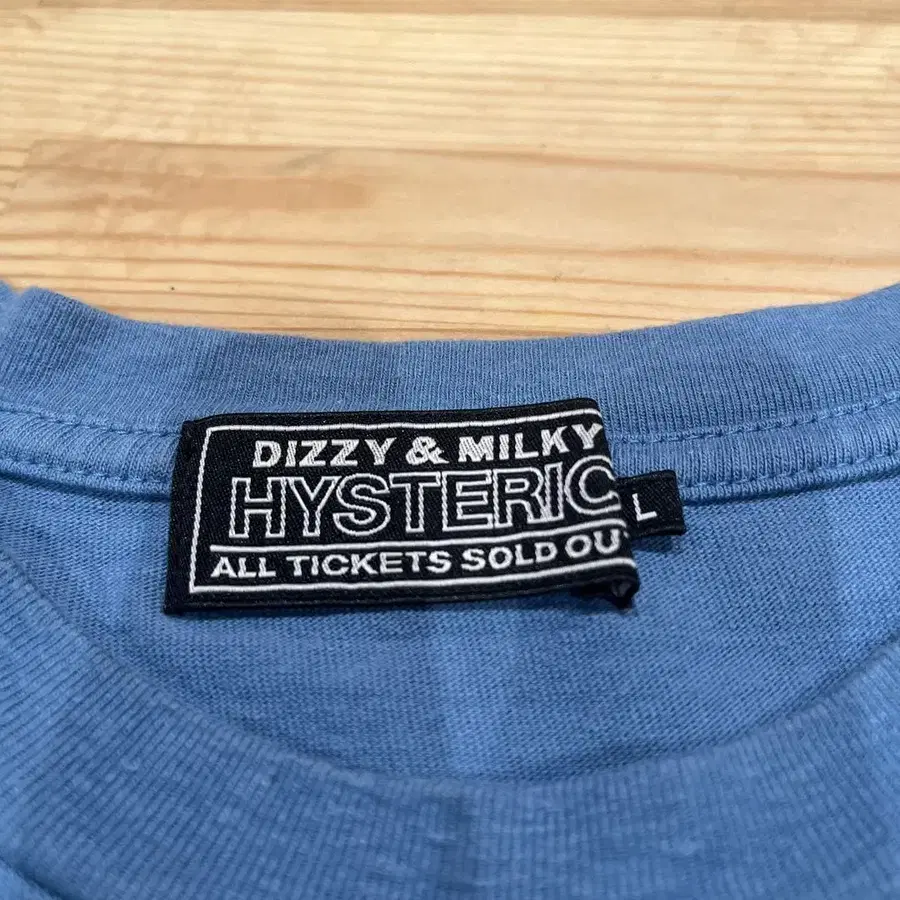 DIZZY & MILKY
HYSTERIC
L
ALL TICKETS SOLD OU